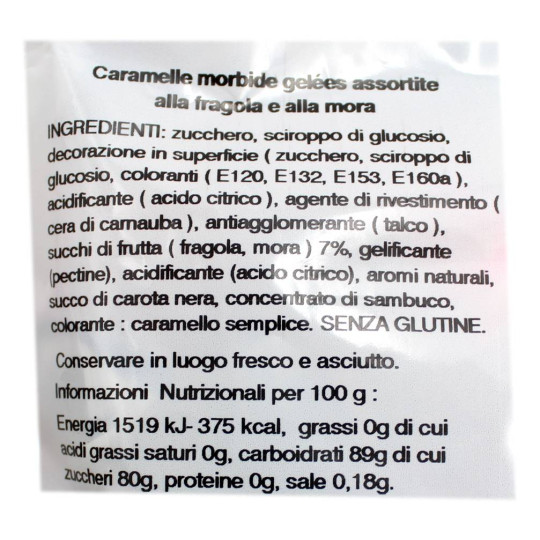 Caramelle morbide gelées assortite
alla fragola e alla mora
INGREDIENTI: zucchero, sciroppo di glucosio,
decorazione in superficie ( zucchero, sciroppo di
glucosio, coloranti ( E120, E132, E153, E160a ),
acidificante ( acido citrico ), agente di rivestimento (
cera di carnauba ), antiagglomerante ( talco ),
succhi di frutta ( fragola, mora ) 7%, gelificante
(pectine), acidificante (acido citrico), aromi naturali,
succo di carota nera, concentrato di sambuco,
colorante : caramello semplice. SENZA GLUTINE.
Conservare in luogo fresco e asciutto.
Informazioni Nutrizionali per 100 g :
Energia 1519 kJ- 375 kcal, grassi 0g di cui
acidi grassi saturi 0g, carboidrati 89g di cui
zuccheri 80g, proteine 0g, sale 0,18g.